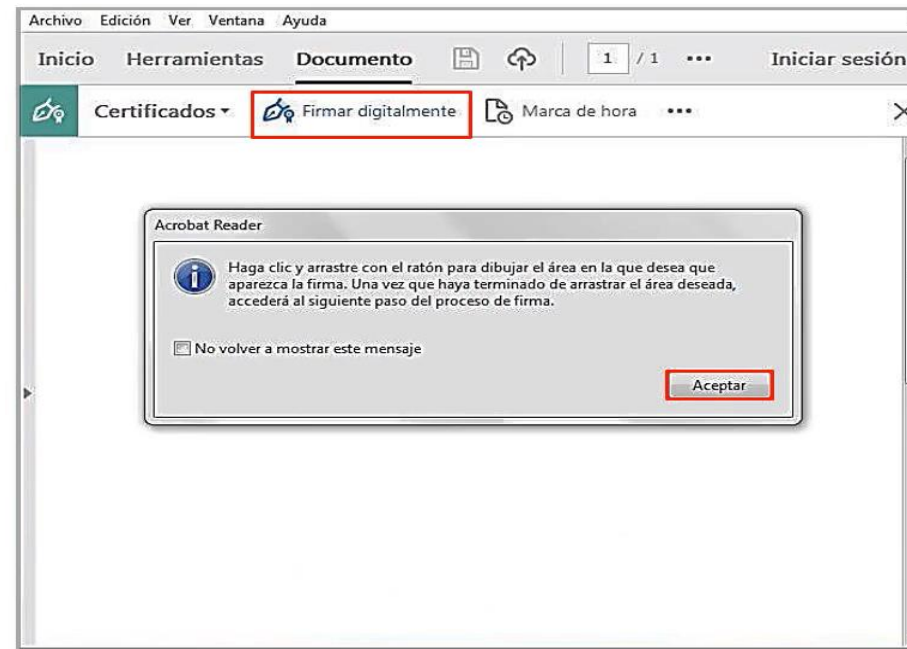 Archivo Edición Ver Ventana Ayuda
Inicio Herramientas Documento 1 / 1 ••• Iniciar sesión
Certificados Firmar digitalmente Marca de hora •••
Acrobat Reader
Haga clic y arrastre con el ratón para dibujar el área en la que desea que
aparezca la firma. Una vez que haya terminado de arrastrar el área deseada,
accederá al siguiente paso del proceso de firma.
No volver a mostrar este mensaje
Aceptar